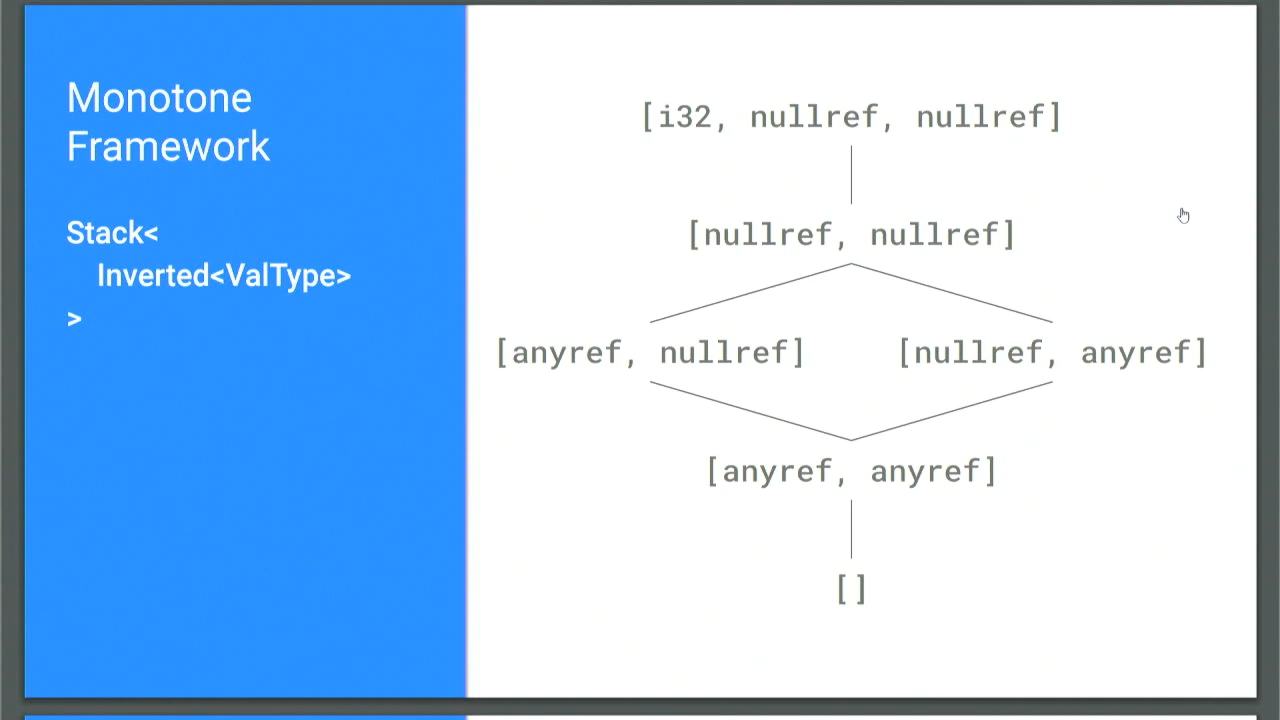 Monotone
Framework
Stack<
Inverted<ValType>
>
[i32, nullref, nullref]
[nullref, nullref]
[anyref, nullref] [nullref, anyref]
[anyref, anyref]
[]